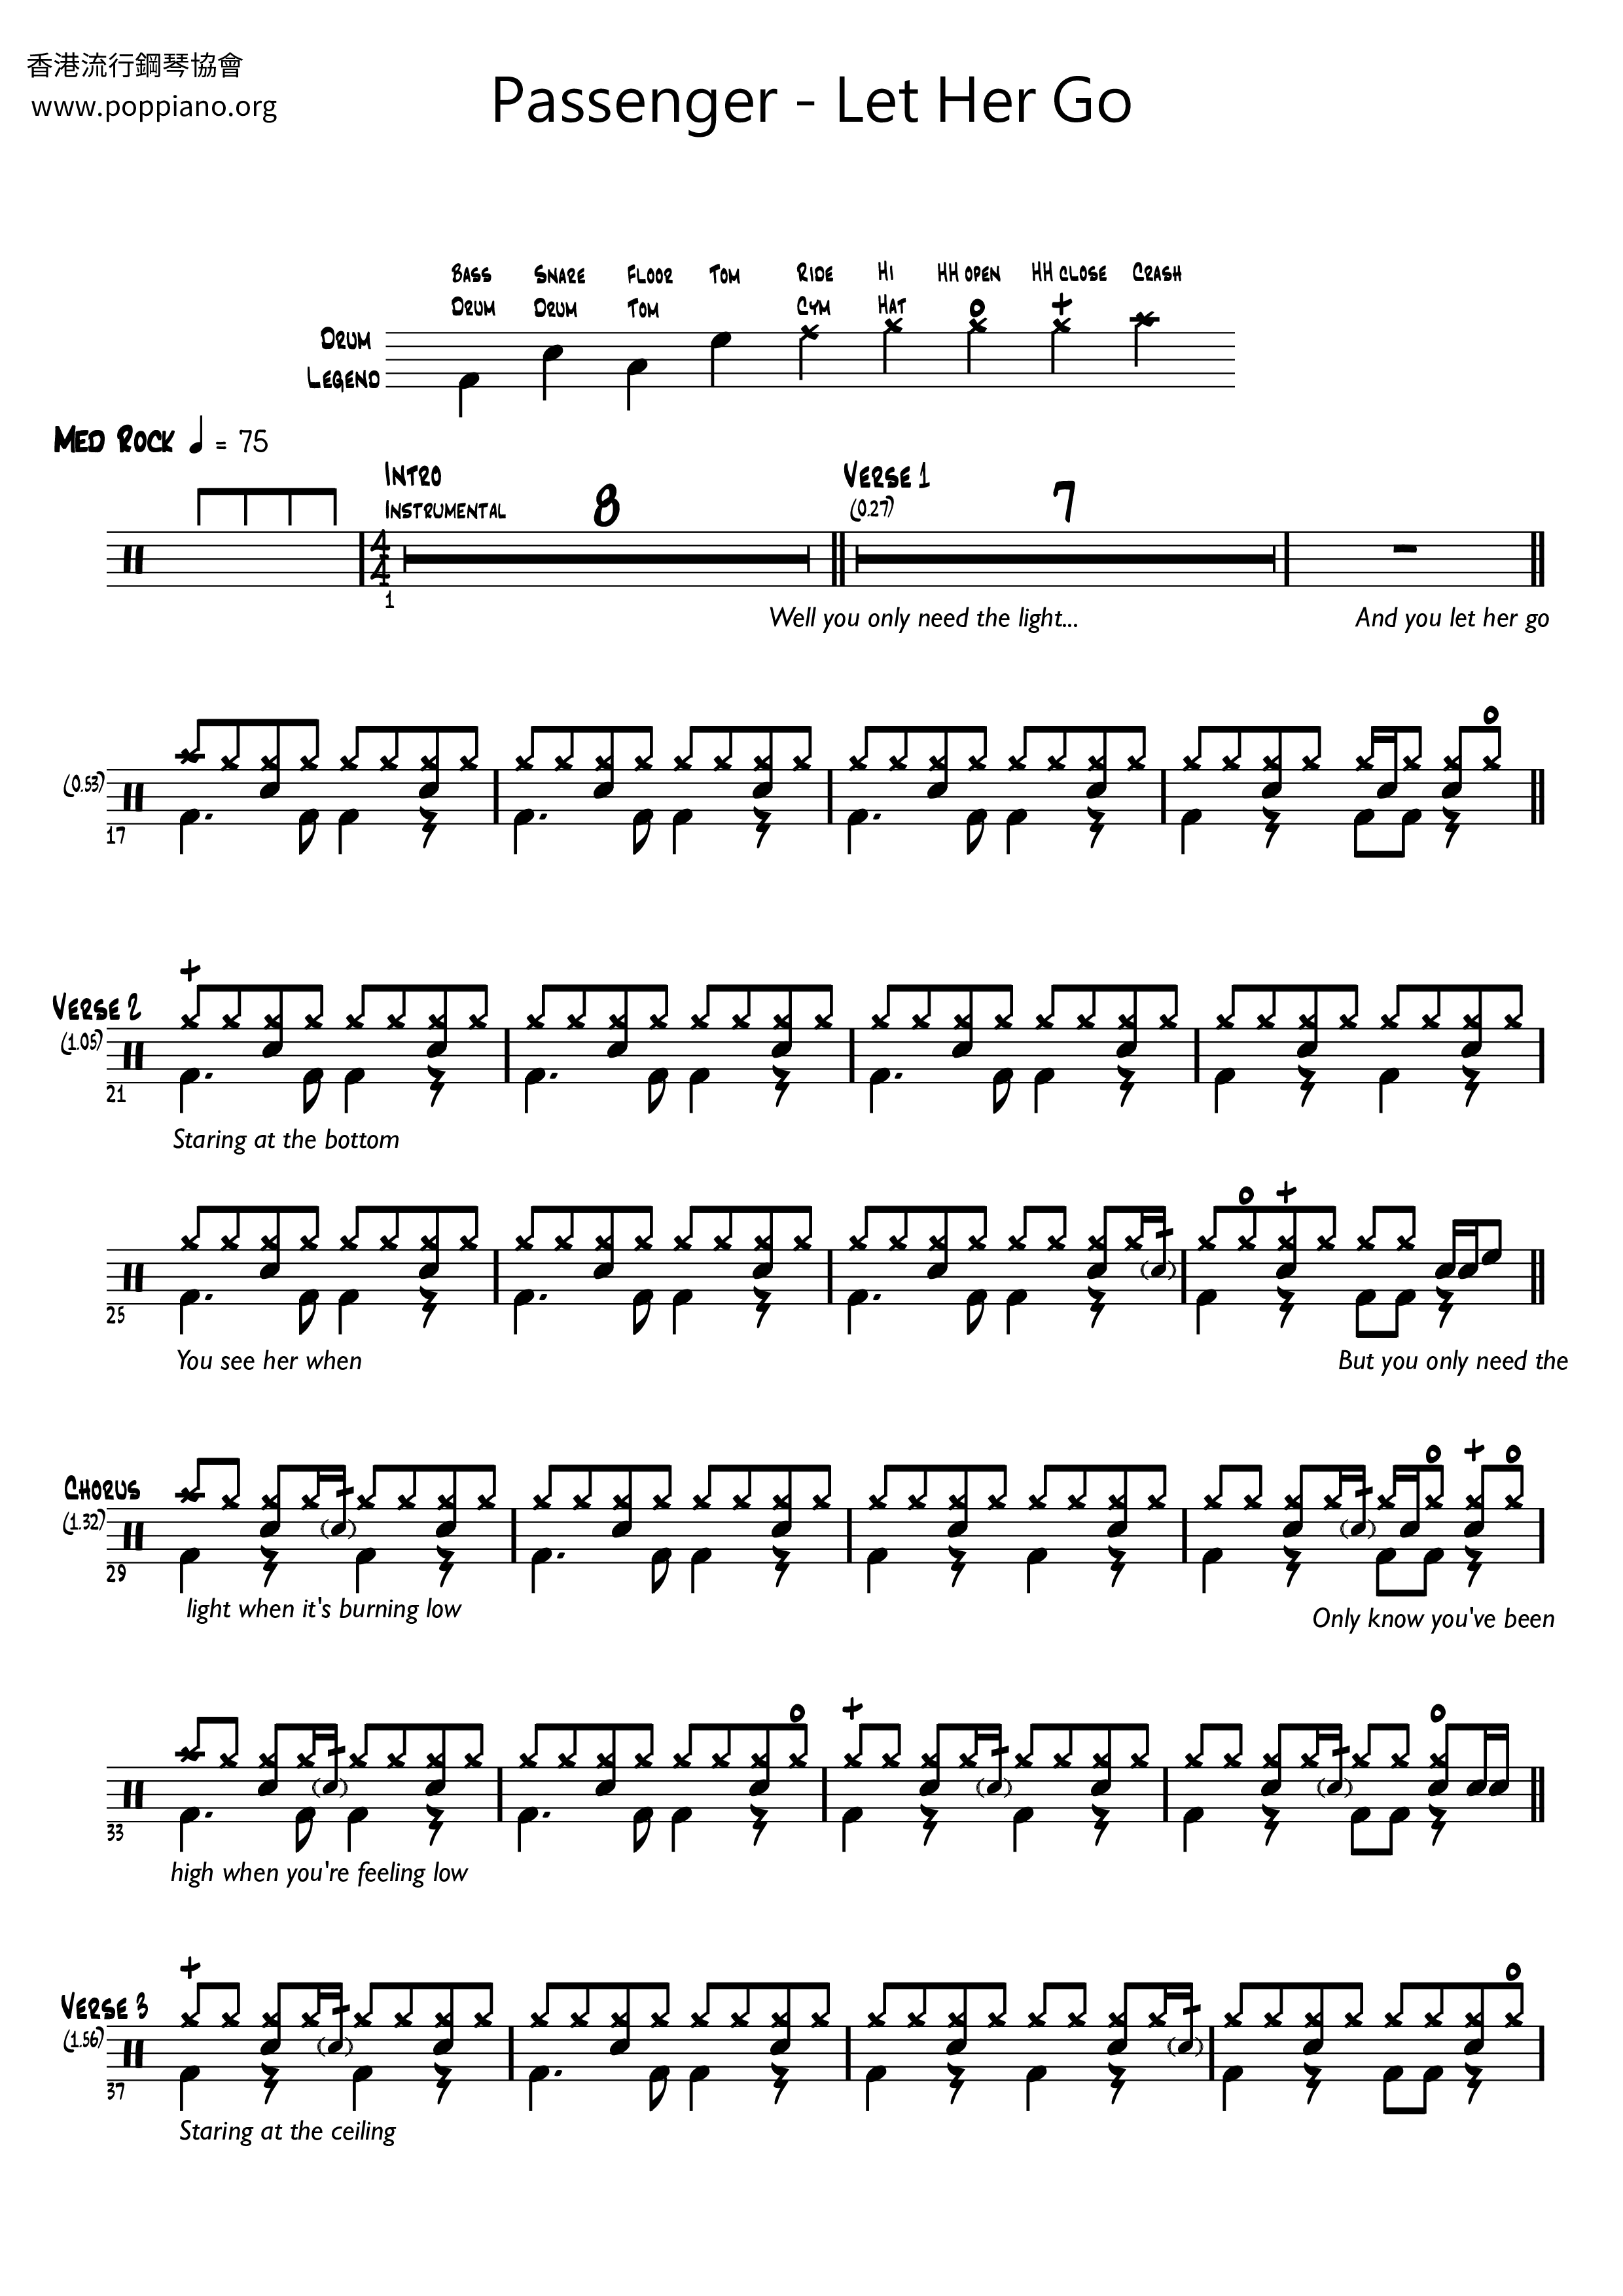 香港流行鋼琴協會
www.poppiano.org
Passenger - Let Her Go
Bass Drum
Snare Drum
Floor Tom
Tom
Ride Cym
Hi Hat
HH open
HH close
Crash
Drum Legend
Med Rock ♩ = 75
Intro
Instrumental
8
Verse 1
(0.27)
7
4
4
1
Well you only need the light...
And you let her go
(0.53)
17
Verse 2
(1.05)
21
Staring at the bottom
25
You see her when
But you only need the
Chorus
(1.32)
29
light when it's burning low
Only know you've been
33
high when you're feeling low
Verse 3
(1.56)
37
Staring at the ceiling